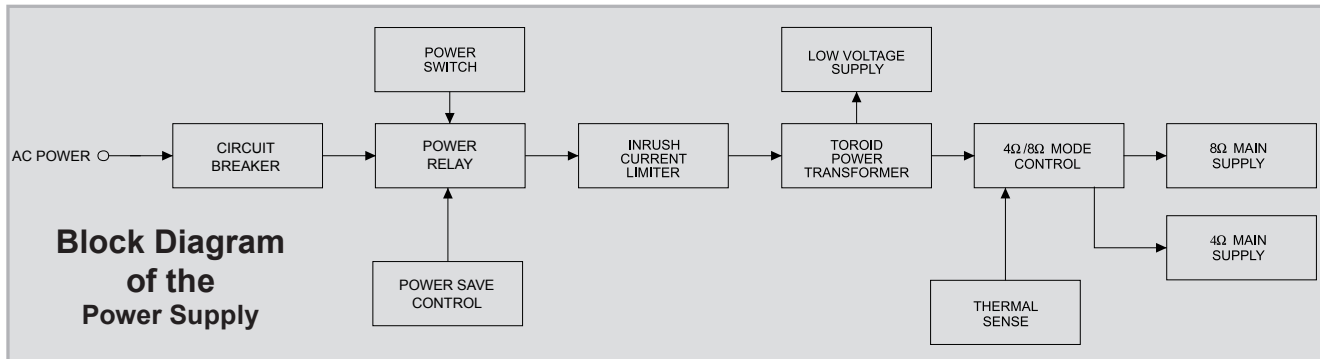 POWER
SWITCH
LOW VOLTAGE
SUPPLY
AC POWER
CIRCUIT
BREAKER
POWER
RELAY
INRUSH
CURRENT
LIMITER
TOROID
POWER
TRANSFORMER
4Ω/8Ω MODE
CONTROL
8Ω MAIN
SUPPLY
4Ω MAIN
SUPPLY
Block Diagram
of the
Power Supply
POWER SAVE
CONTROL
THERMAL
SENSE